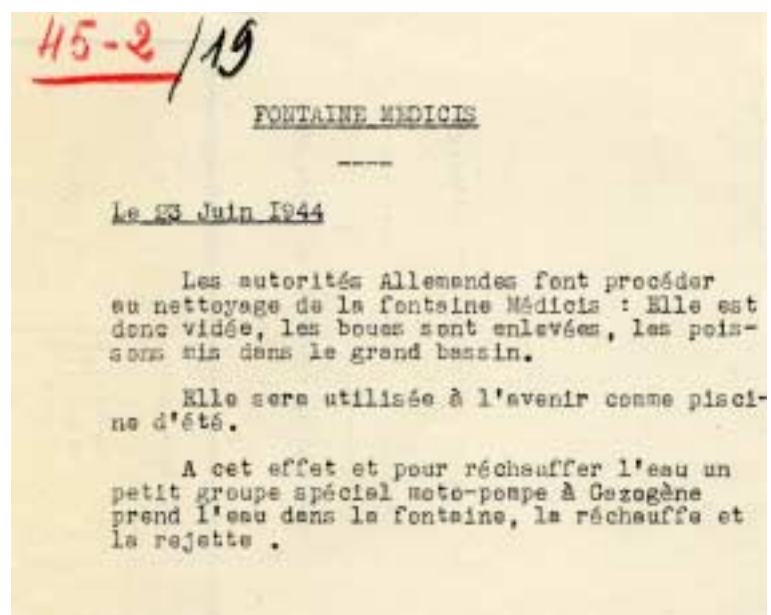 45-2/19
FONTAINE MEDICIS
----
Le 23 Juin I944
Les autorités Allemandes font procéder
au nettoyage de la fontaine Médicis : Elle est
donc vidée, les boues sont enlevées, les pois-
sons mis dans le grand bassin.
Elle sera utilisée à l'avenir comme pisci-
ne d'été.
A cet effet et pour réchauffer l'eau un
petit groupe spécial moto-pompe à Gazogène
prend l'eau dans la fontaine, la réchauffe et
la rejette .